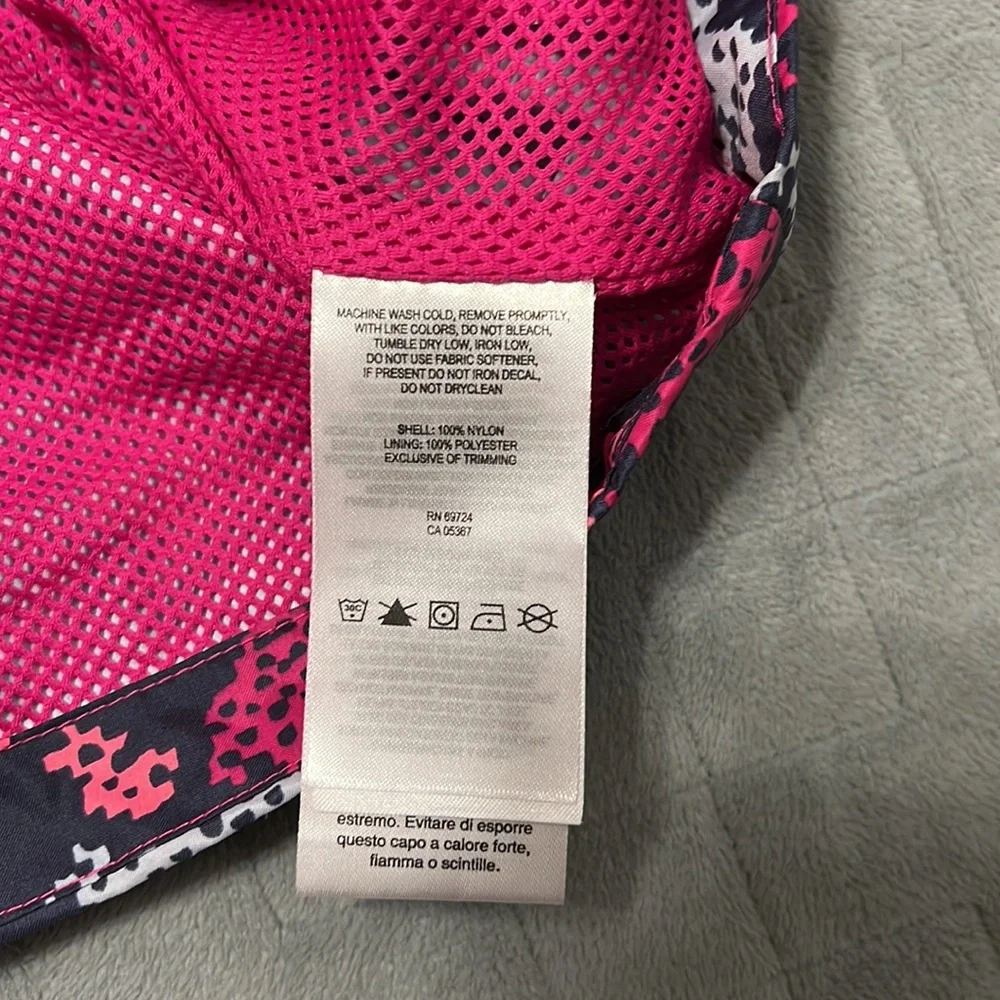 MACHINE WASH COLD, REMOVE PROMPTLY,
WITH LIKE COLORS, DO NOT BLEACH,
TUMBLE DRY LOW, IRON LOW,
DO NOT USE FABRIC SOFTENER,
IF PRESENT DO NOT IRON DECAL,
DO NOT DRYCLEAN
SHELL: 100% NYLON
LINING: 100% POLYESTER
EXCLUSIVE OF TRIMMING
RN 69724
CA 05367
30C
estremo. Evitare di esporre
questo capo a calore forte,
fiamma o scintille.